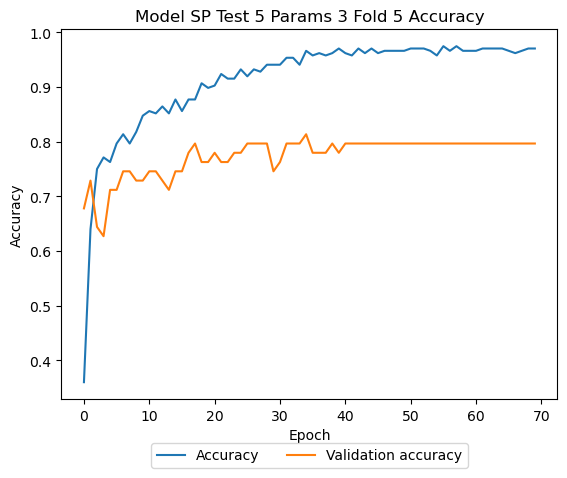 Model SP Test 5 Params 3 Fold 5 Accuracy
1.0
0.9
0.8
0.7
0.6
0.5
0.4
Accuracy
0 10 20 30 40 50 60 70
Epoch
Accuracy Validation accuracy